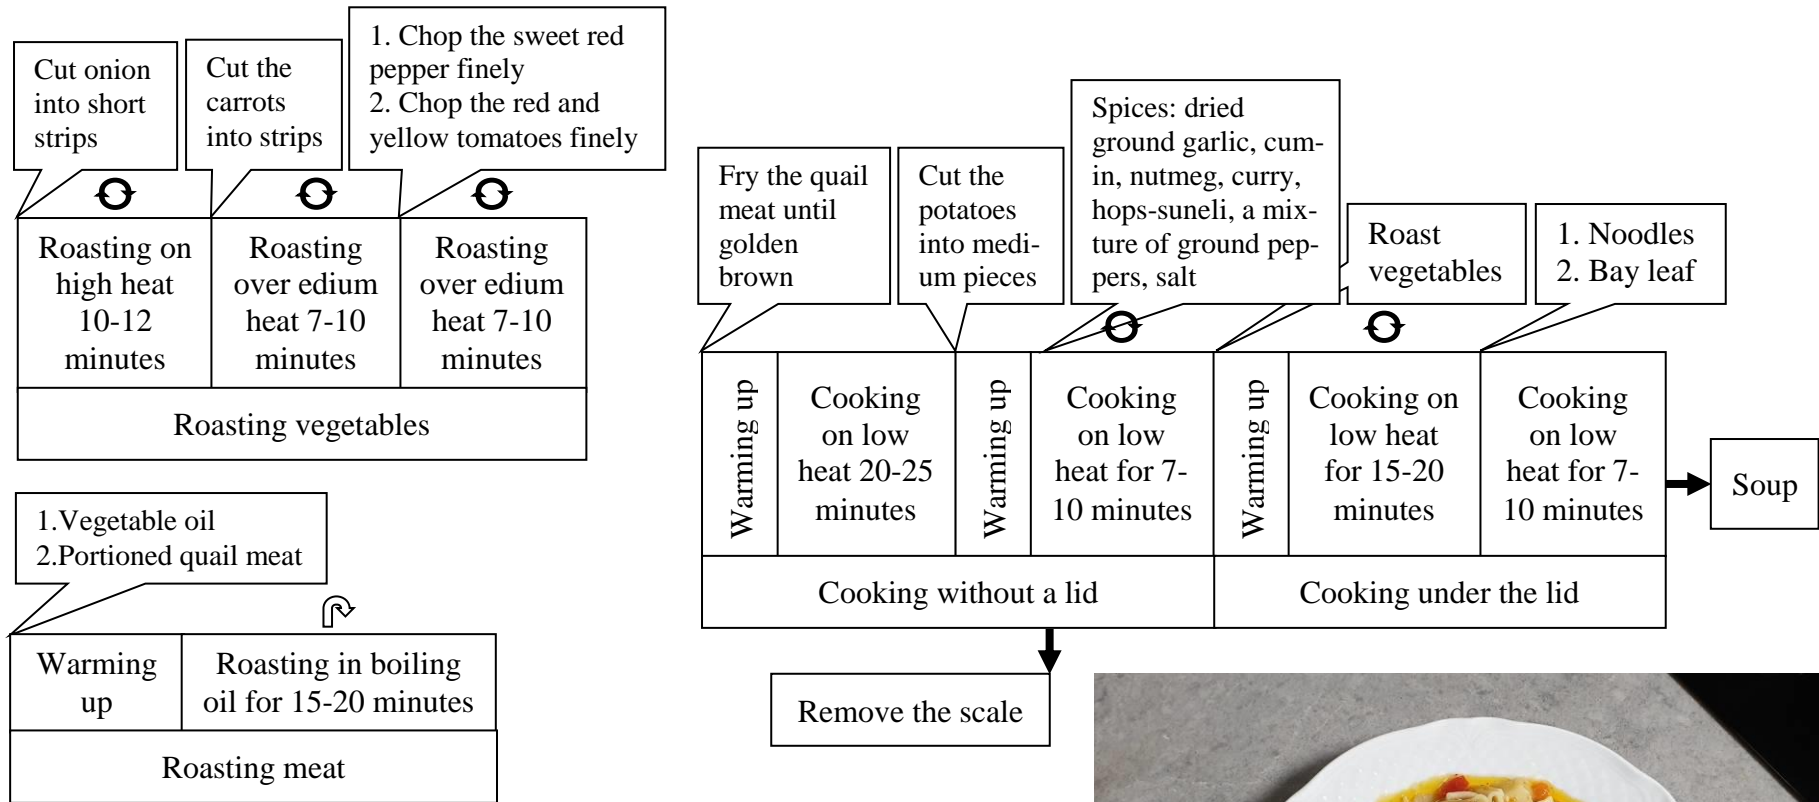 Cut onion
into short
strips
Cut the
carrots
into strips
1. Chop the sweet red
pepper finely
2. Chop the red and
yellow tomatoes finely
Roasting on
high heat
10-12
minutes
Roasting
over edium
heat 7-10
minutes
Roasting
over edium
heat 7-10
minutes
Roasting vegetables
1.Vegetable oil
2.Portioned quail meat
Warming
up
Roasting in boiling
oil for 15-20 minutes
Roasting meat
Fry the quail
meat until
golden
brown
Cut the
potatoes
into medi-
um pieces
Spices: dried
ground garlic, cum-
in, nutmeg, curry,
hops-suneli, a mix-
ture of ground pep-
pers, salt
Roast
vegetables
1. Noodles
2. Bay leaf
Warming up
Cooking
on low
heat 20-25
minutes
Warming up
Cooking
on low
heat for 7-
10 minutes
Warming up
Cooking on
low heat
for 15-20
minutes
Cooking
on low
heat for 7-
10 minutes
Cooking without a lid
Cooking under the lid
Soup
Remove the scale